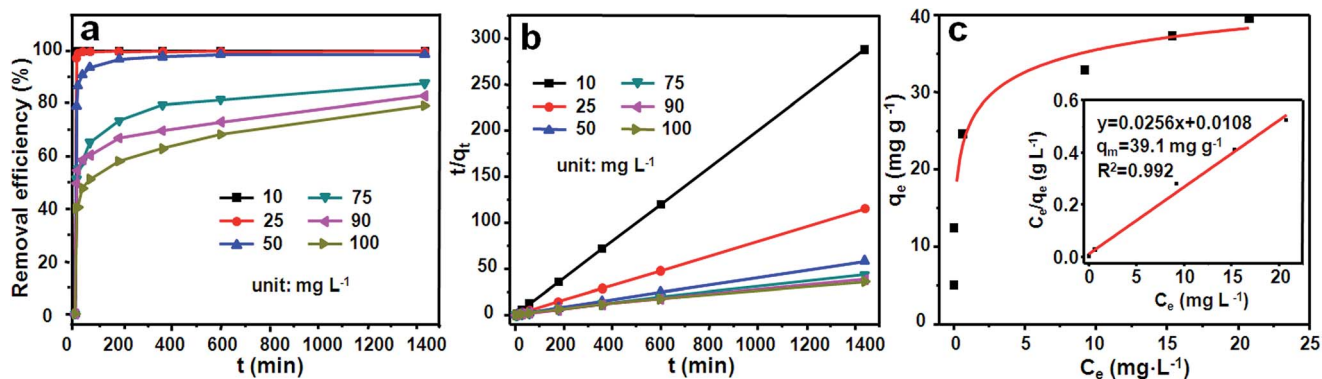 a
Removal efficiency (%)
120
100
80
60
40
20
0
10
25
50
75
90
100
unit: mg L⁻¹
0 200 400 600 800 1000 1200 1400
t (min)
b
t/qₜ
350
300
250
200
150
100
50
0
10
25
50
75
90
100
unit: mg L⁻¹
0 200 400 600 800 1000 1200 1400
t (min)
c
qₑ (mg g⁻¹)
40
30
20
10
0
0 5 10 15 20 25
Cₑ (mg·L⁻¹)
Cₑ/qₑ (g L⁻¹)
0.6
0.4
0.2
0.0
y=0.0256x+0.0108
qₘ=39.1 mg g⁻¹
R²=0.992
0 5 10 15 20
Cₑ (mg L⁻¹)